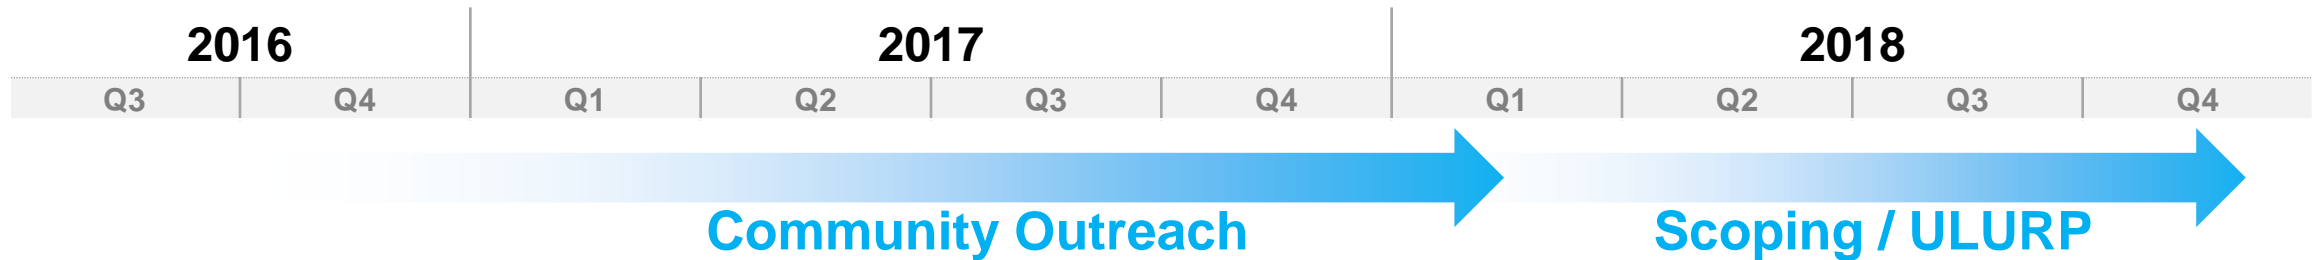 2016 2017 2018
Q3 Q4 Q1 Q2 Q3 Q4 Q1 Q2 Q3 Q4
Community Outreach Scoping / ULURP